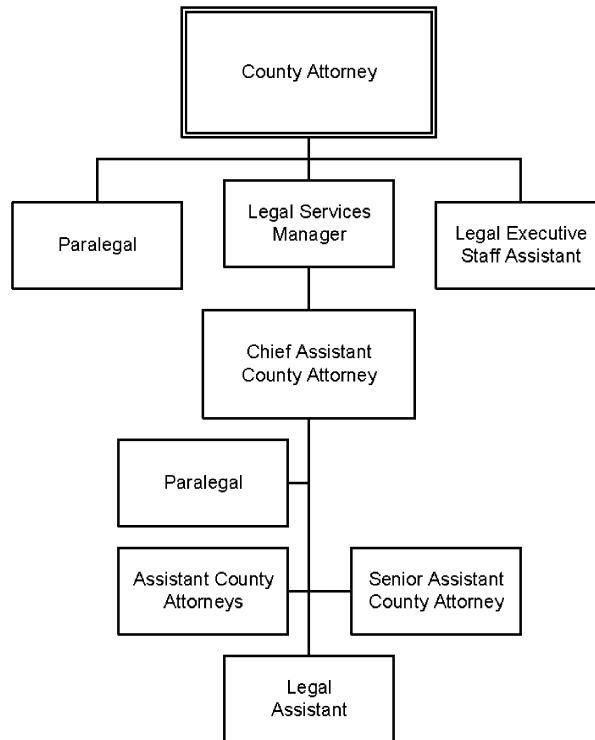 County Attorney
Paralegal
Legal Services
Manager
Legal Executive
Staff Assistant
Chief Assistant
County Attorney
Paralegal
Assistant County
Attorneys
Senior Assistant
County Attorney
Legal
Assistant